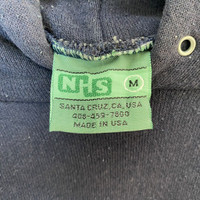 NHS M
SANTA CRUZ, CA. USA
408-459-7800
MADE IN USA